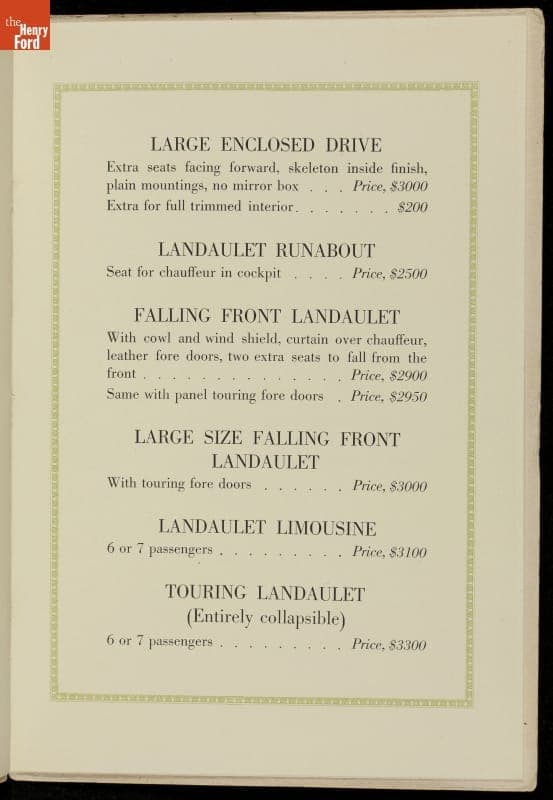 the
Henry
Ford
LARGE ENCLOSED DRIVE
Extra seats facing forward, skeleton inside finish,
plain mountings, no mirror box . . . Price, $3000
Extra for full trimmed interior. . . . . . . $200
LANDAULET RUNABOUT
Seat for chauffeur in cockpit . . . . Price, $2500
FALLING FRONT LANDAULET
With cowl and wind shield, curtain over chauffeur,
leather fore doors, two extra seats to fall from the
front . . . . . . . . . . . . . . Price, $2900
Same with panel touring fore doors . Price, $2950
LARGE SIZE FALLING FRONT
LANDAULET
With touring fore doors . . . . . . Price, $3000
LANDAULET LIMOUSINE
6 or 7 passengers . . . . . . . . . Price, $3100
TOURING LANDAULET
(Entirely collapsible)
6 or 7 passengers . . . . . . . . . Price, $3300